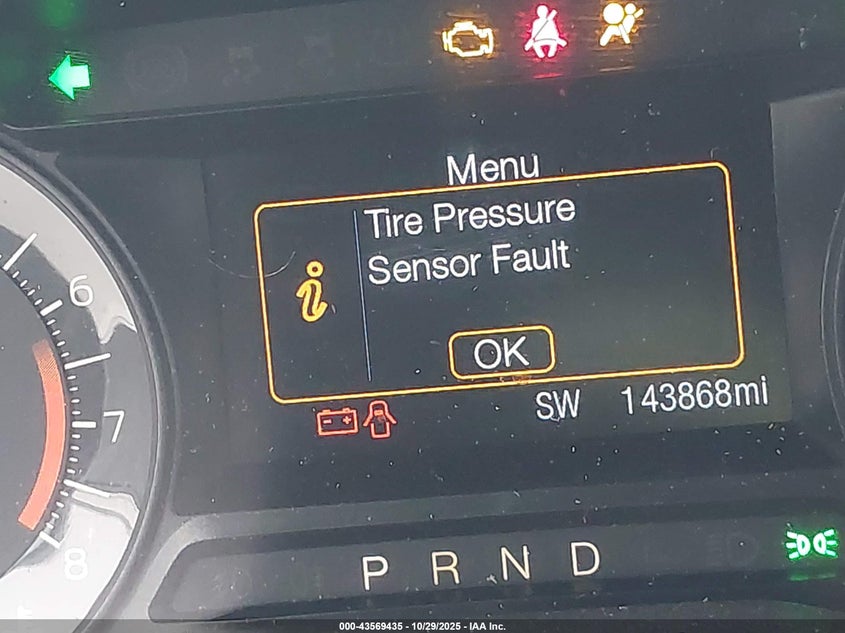 Menu
Tire Pressure
Sensor Fault
OK
SW 143868mi
6
7
8
P R N D
000-43569435 - 10/29/2025 - IAA Inc.